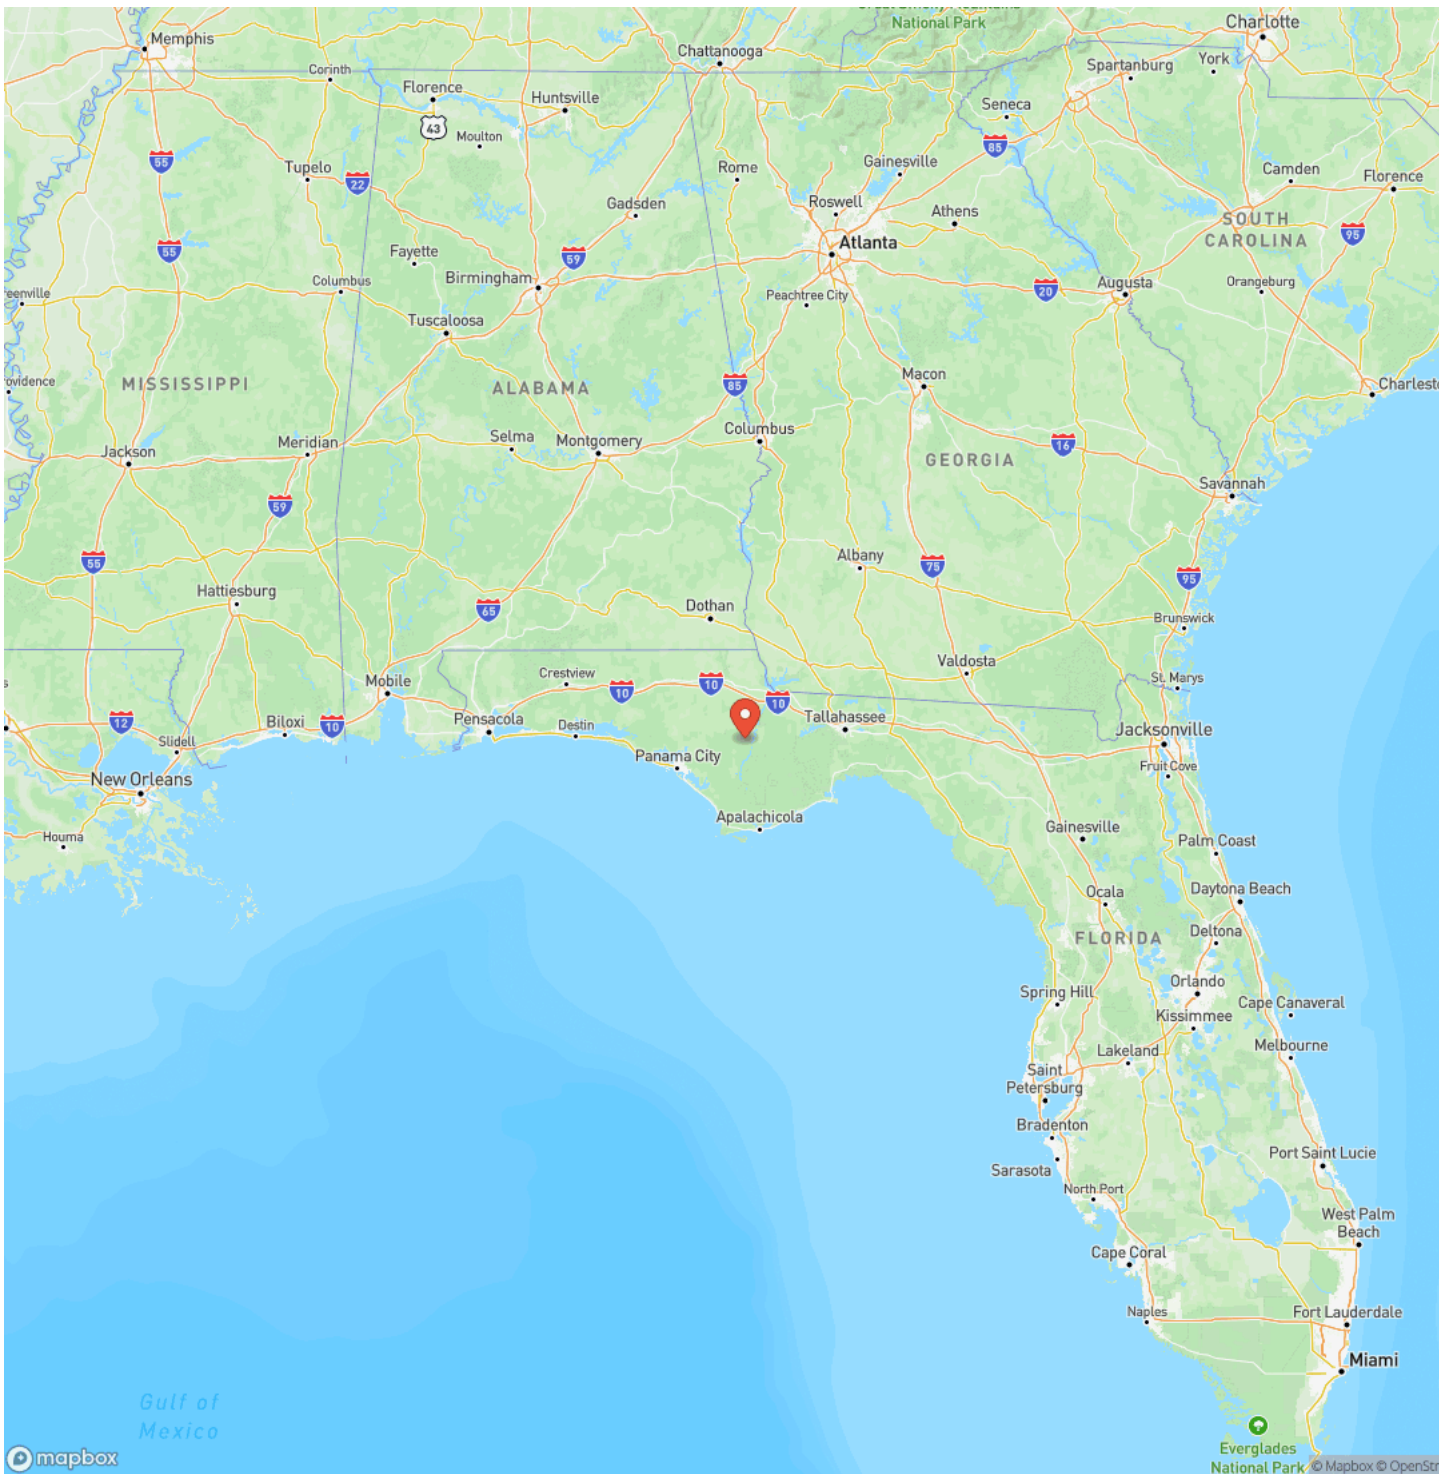 Great Smoky Mountains
National Park
Charlotte
Memphis
Chattanooga
York
Spartanburg
Corinth
Florence
Huntsville
Seneca
43
Moulton
85
55
Tupelo
22
Rome
Gainesville
Camden
Florence
Gadsden
Roswell
Athens
SOUTH
CAROLINA
95
Atlanta
55
Fayette
59
Birmingham
Columbus
Peachtree City
20
Augusta
Orangeburg
eenville
Tuscaloosa
ovidence
MISSISSIPPI
ALABAMA
85
Macon
Charlest
Columbus
Jackson
Meridian
Selma
Montgomery
16
GEORGIA
Savannah
59
55
Albany
75
95
Hattiesburg
65
Dothan
Brunswick
Valdosta
Crestview
St. Marys
s
Mobile
10
10
10
12
Biloxi
10
Pensacola
Destin
Tallahassee
Jacksonville
Slidell
Panama City
Fruit Cove
New Orleans
Apalachicola
Houma
Gainesville
Palm Coast
Ocala
Daytona Beach
FLORIDA
Deltona
Orlando
Spring Hill
Cape Canaveral
Kissimmee
Lakeland
Melbourne
Saint
Petersburg
Bradenton
Sarasota
Port Saint Lucie
North Port
West Palm
Beach
Cape Coral
Naples
Fort Lauderdale
Miami
Gulf of
Mexico
Everglades
National Park
mapbox
© Mapbox © OpenStr